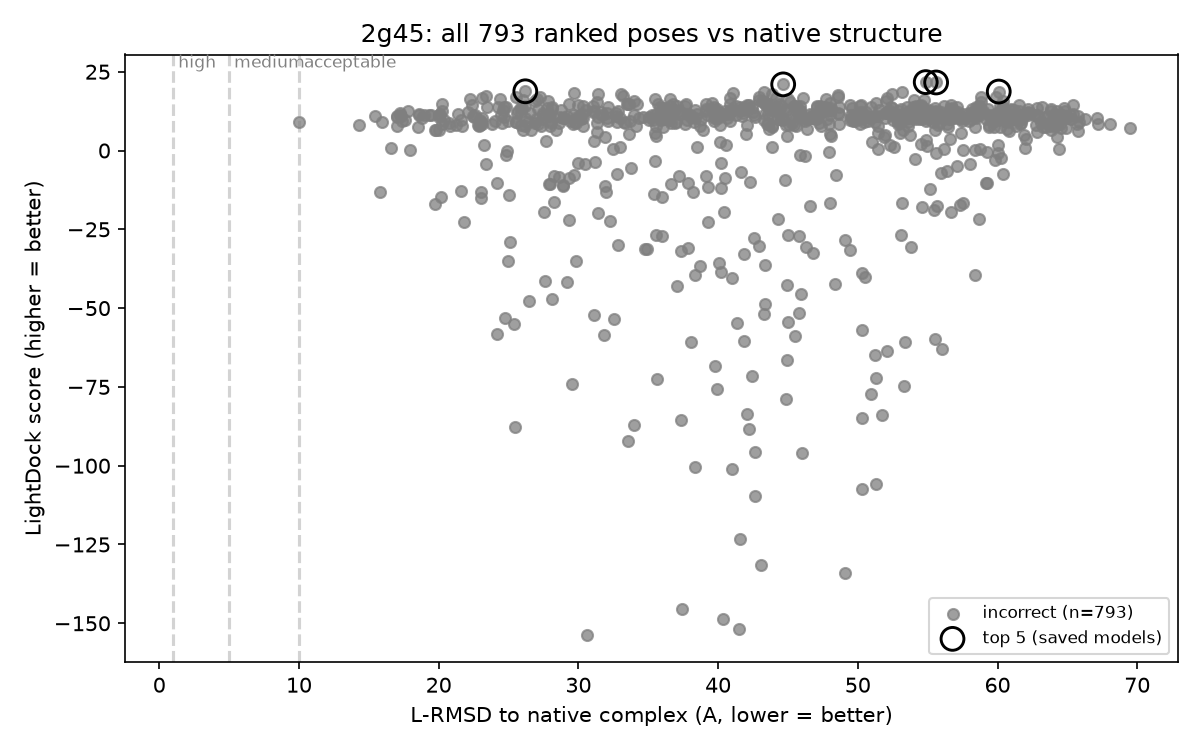 2g45: all 793 ranked poses vs native structure
high
medium
acceptable
25
0
−25
−50
−75
−100
−125
−150
LightDock score (higher = better)
0
10
20
30
40
50
60
70
L-RMSD to native complex (A, lower = better)
incorrect (n=793)
top 5 (saved models)